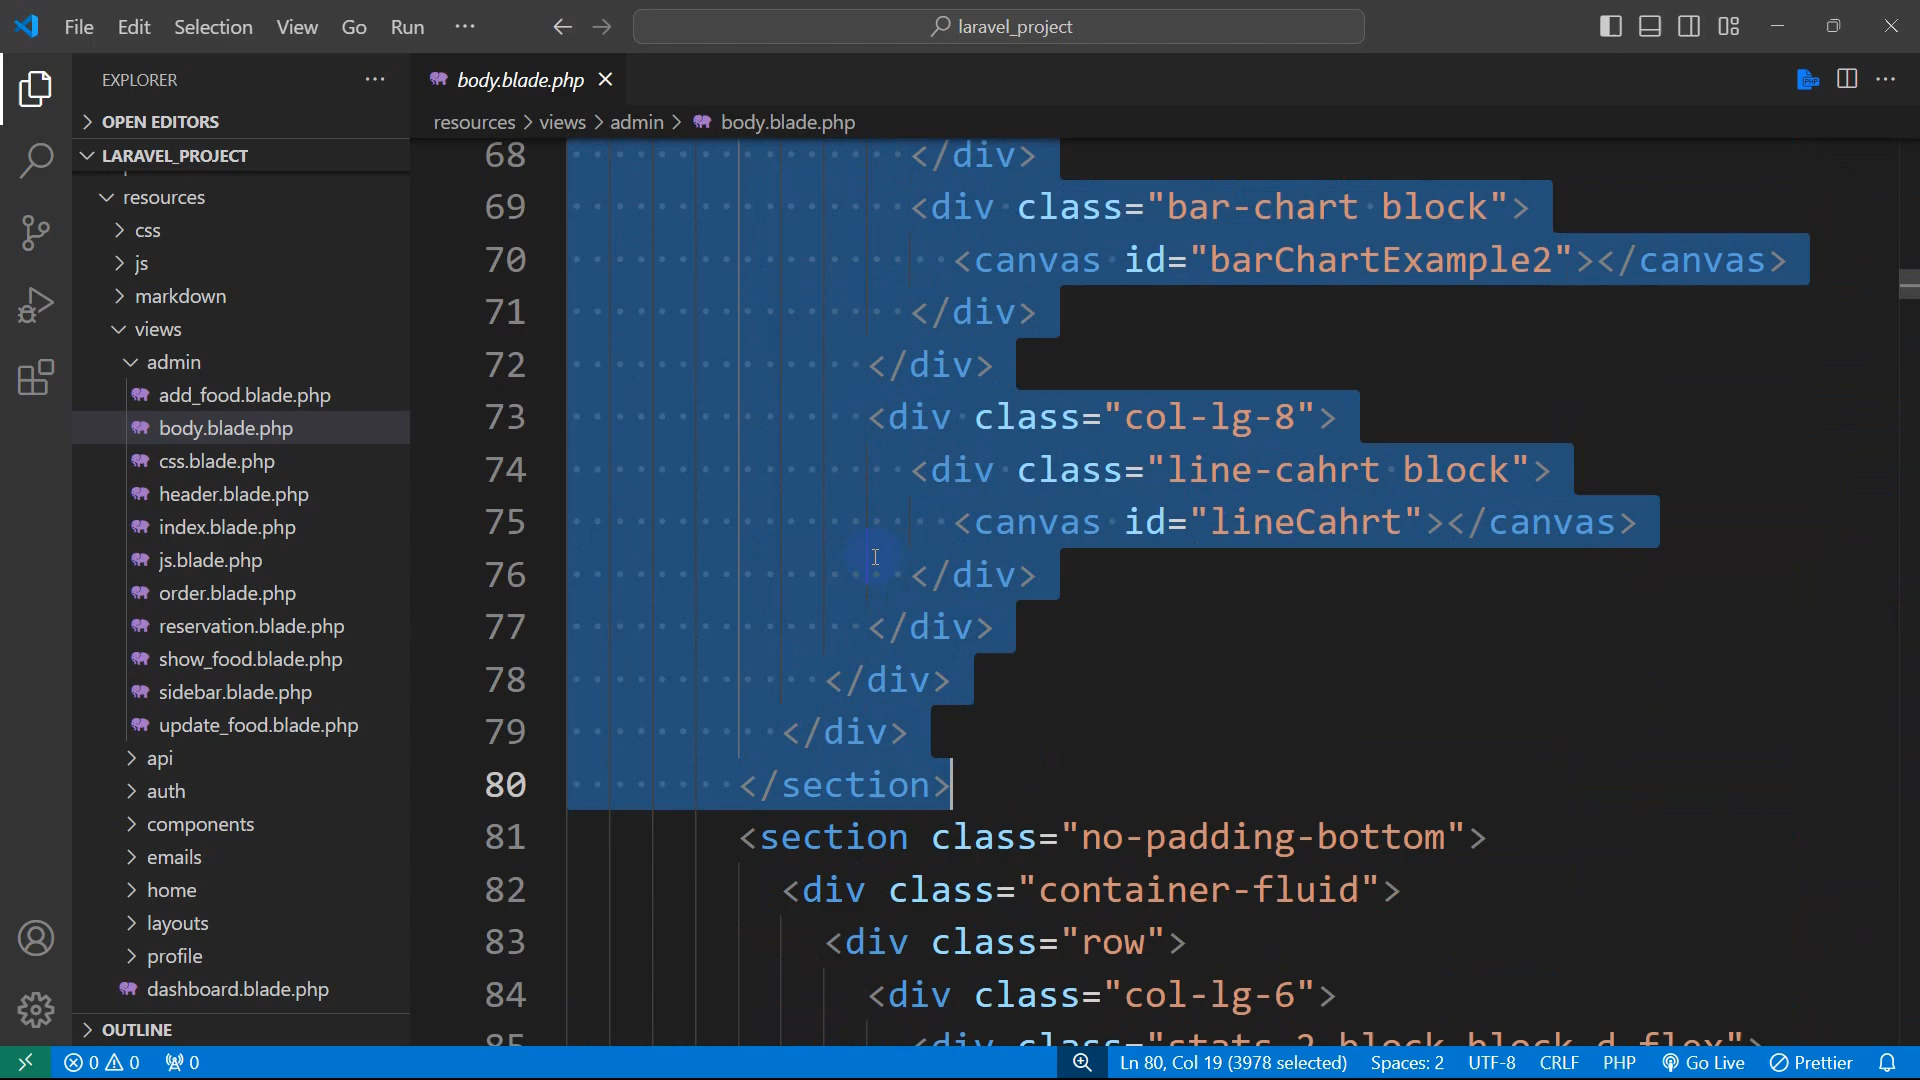 File Edit Selection View Go Run ··· laravel_project
EXPLORER ···
OPEN EDITORS
LARAVEL_PROJECT
resources
css
js
markdown
views
admin
add_food.blade.php
body.blade.php
css.blade.php
header.blade.php
index.blade.php
js.blade.php
order.blade.php
reservation.blade.php
show_food.blade.php
sidebar.blade.php
update_food.blade.php
api
auth
components
emails
home
layouts
profile
dashboard.blade.php
OUTLINE
body.blade.php
resources > views > admin > body.blade.php
68 </div>
69 <div class="bar-chart block">
70 <canvas id="barChartExample2"></canvas>
71 </div>
72 </div>
73 <div class="col-lg-8">
74 <div class="line-cahrt block">
75 <canvas id="lineCahrt"></canvas>
76 </div>
77 </div>
78 </div>
79 </div>
80 </section>
81 <section class="no-padding-bottom">
82 <div class="container-fluid">
83 <div class="row">
84 <div class="col-lg-6">
85 <div class="stats-2-block block d-flex">
0 0 0 Ln 80, Col 19 (3978 selected) Spaces: 2 UTF-8 CRLF PHP Go Live Prettier